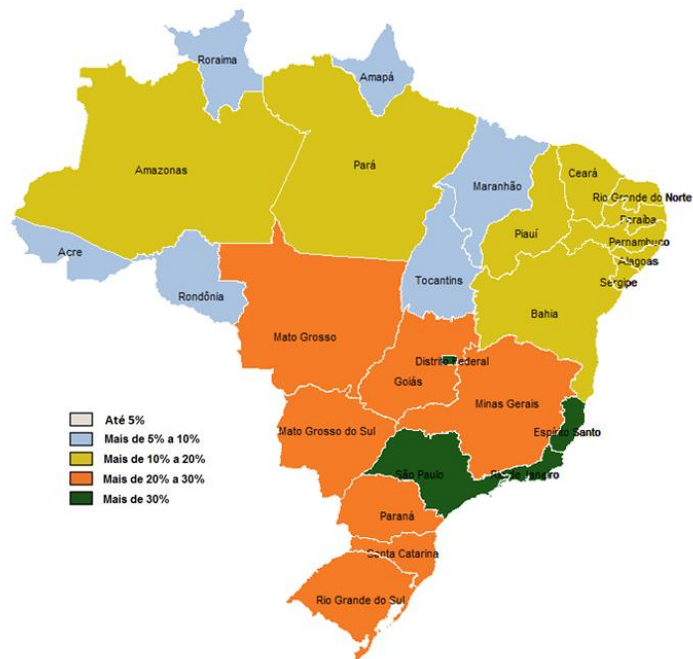 Roraima
Amapá
Amazonas
Pará
Maranhão
Ceará
Rio Grande do Norte
Paraíba
Piauí
Pernambuco
Alagoas
Sergipe
Acre
Rondônia
Tocantins
Bahia
Mato Grosso
Distrito Federal
Goiás
Minas Gerais
Mato Grosso do Sul
Espírito Santo
São Paulo
Rio de Janeiro
Paraná
Santa Catarina
Rio Grande do Sul
Até 5%
Mais de 5% a 10%
Mais de 10% a 20%
Mais de 20% a 30%
Mais de 30%